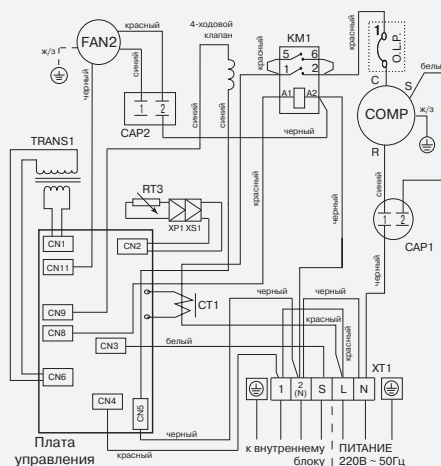 красный
4-ходовой
клапан
KM1
FAN2
ж/з
синий
черный
1 2
CAP2
синий
синий
красный
5 6
1 2
A1 A2
черный
красный
1
O.L.P.
C
S
белый
COMP
ж/з
R
TRANS1
RT3
XP1 XS1
красный
черный
синий
1 2
CAP1
черный
CN1
CN2
CN11
CN9
CN8
CT1
черный
черный
красный
красный
CN3
белый
CN6
CN4
CN5
XT1
1 2 (N) S L N
Плата
управления
черный
красный
к внутреннему
блоку
ПИТАНИЕ
220В ~ 50Гц